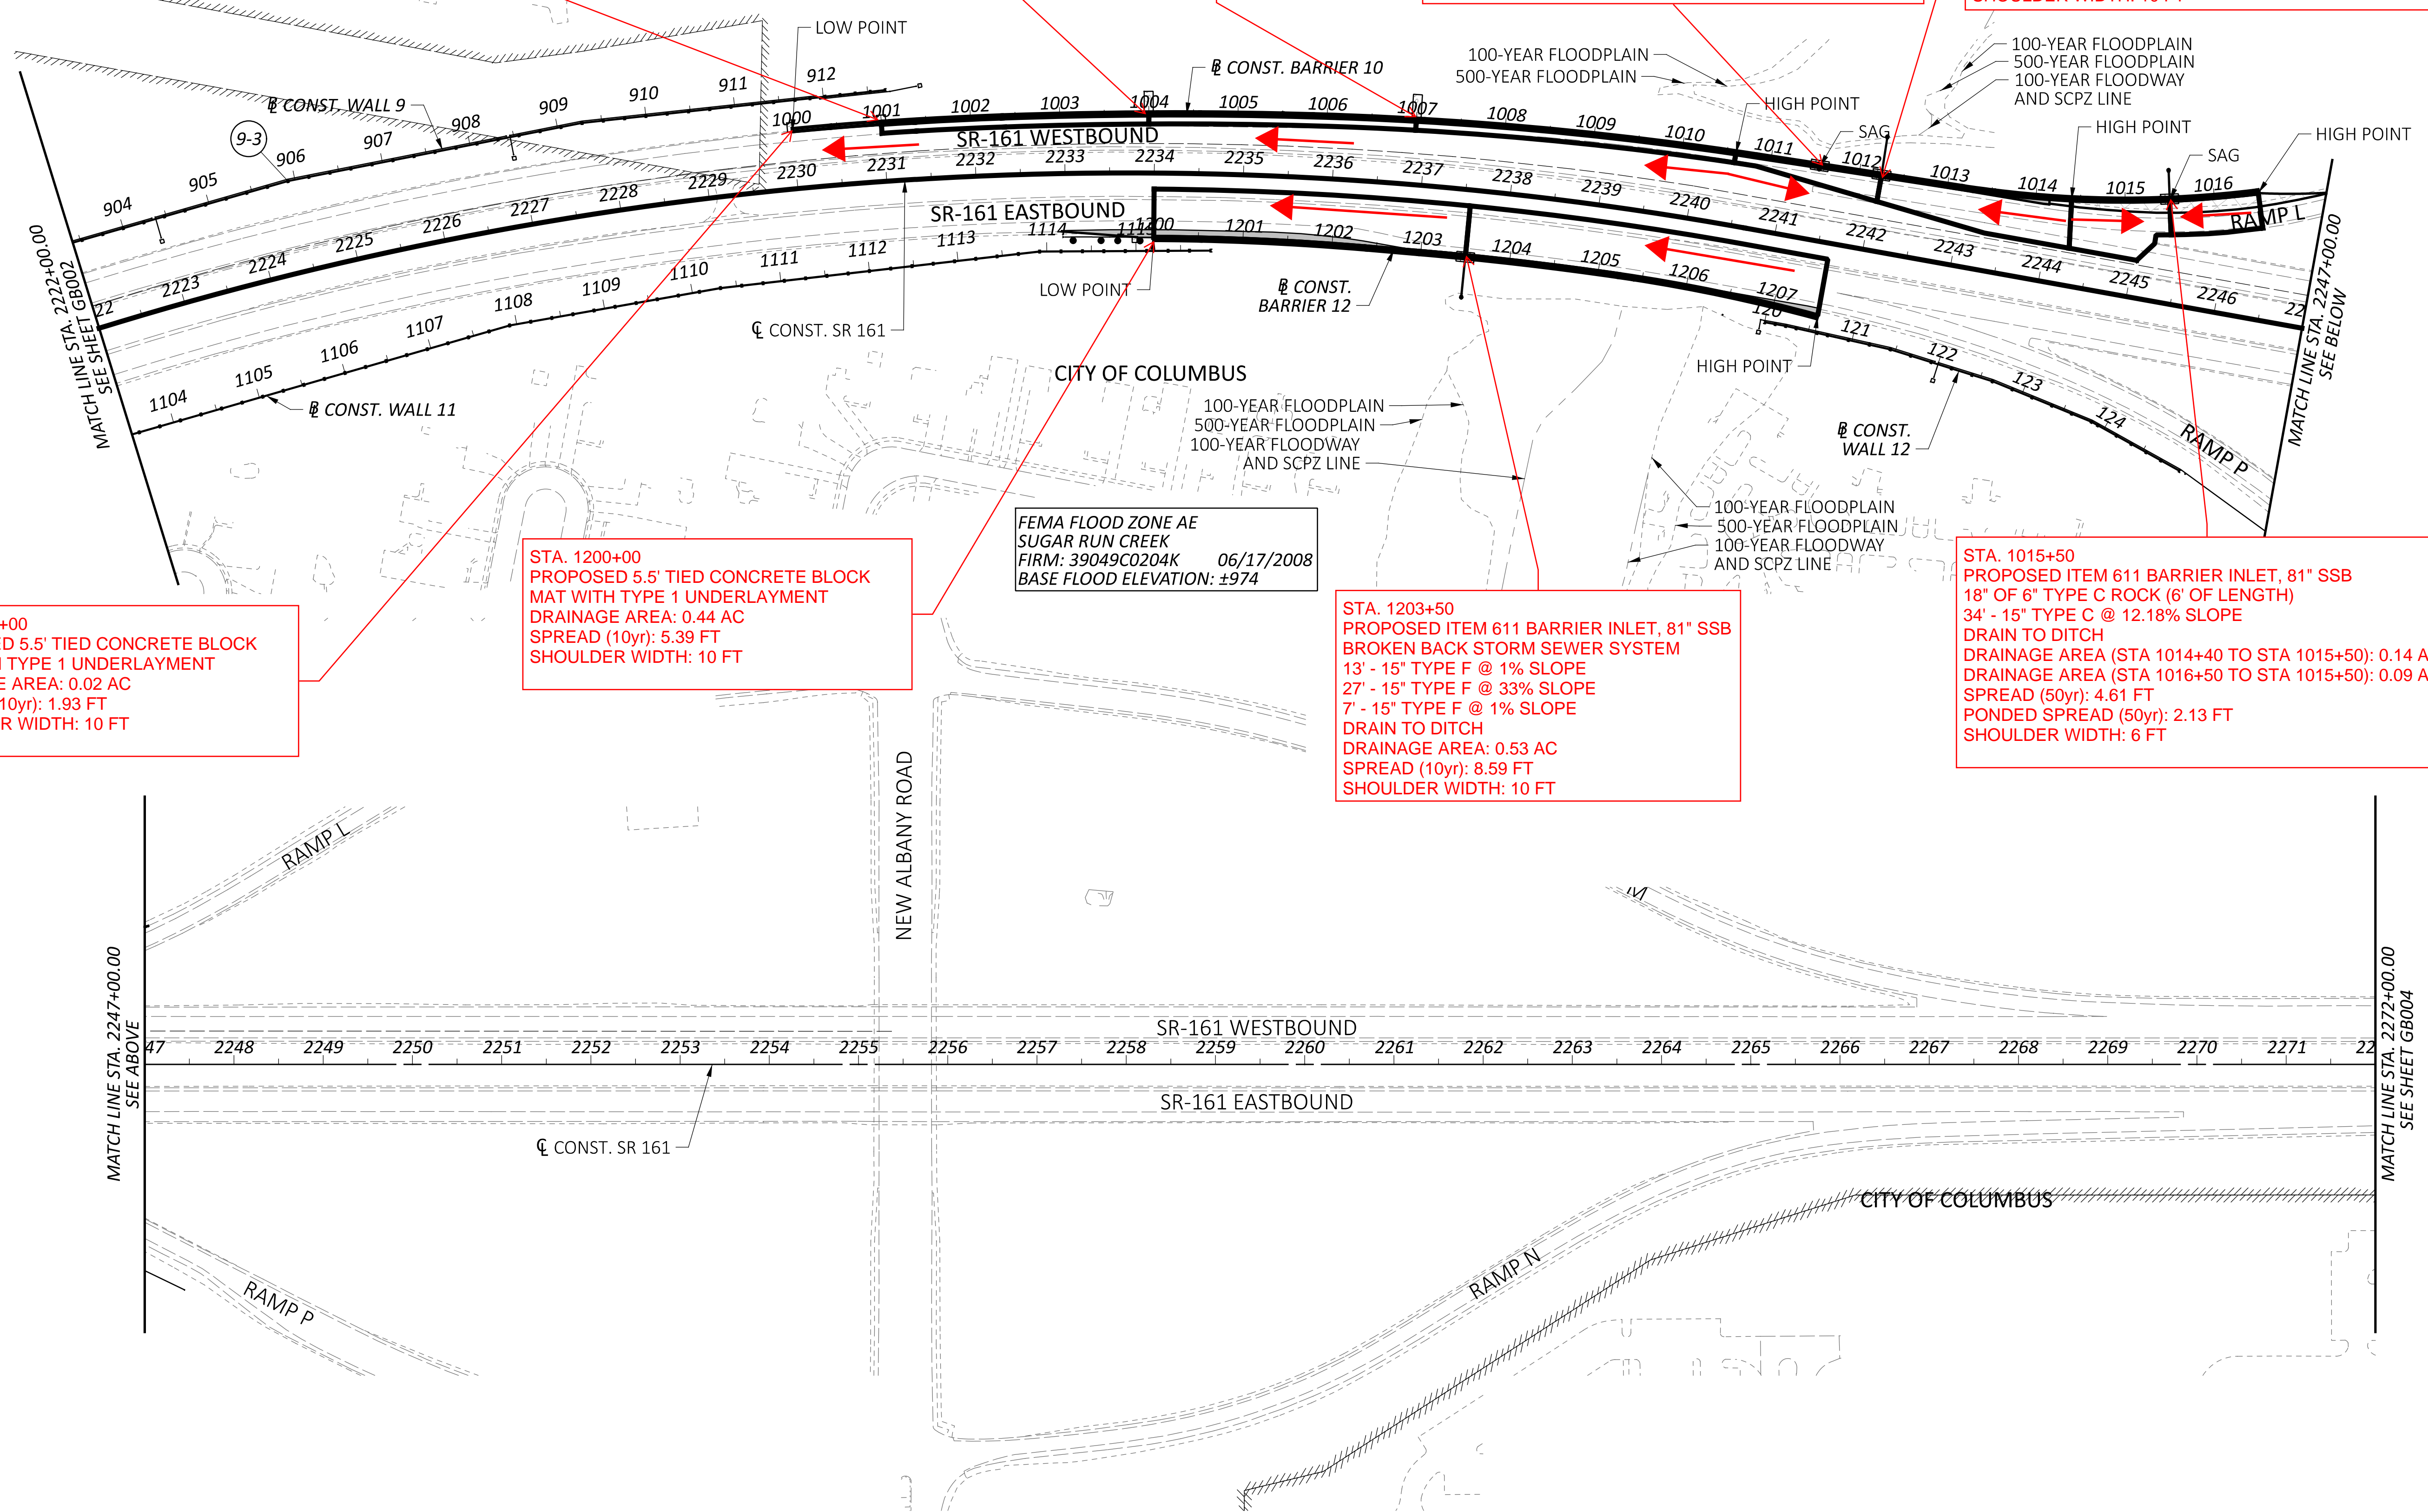 LOW POINT
℄ CONST. BARRIER 10
100-YEAR FLOODPLAIN
500-YEAR FLOODPLAIN
100-YEAR FLOODPLAIN
500-YEAR FLOODPLAIN
100-YEAR FLOODWAY
AND SCPZ LINE
HIGH POINT
SAG
HIGH POINT
HIGH POINT
SAG
℄ CONST. WALL 9
9-3
904
905
906
907
908
909
910
911
912
1000
1001
1002
1003
1004
1005
1006
1007
1008
1009
1010
1011
1012
1013
1014
1015
1016
RAMP L
SR-161 WESTBOUND
22
2223
2224
2225
2226
2227
2228
2229
2230
2231
2232
2233
2234
2235
2236
2237
2238
2239
2240
2241
2242
2243
2244
2245
2246
22
SR-161 EASTBOUND
1200
1201
1202
1203
1204
1205
1206
1207
1104
1105
1106
1107
1108
1109
1110
1111
1112
1113
1114
1115
120
121
122
123
124
RAMP P
MATCH LINE STA. 2222+00.00
SEE SHEET GB002
MATCH LINE STA. 2247+00.00
SEE BELOW
LOW POINT
℄ CONST.
BARRIER 12
℄ CONST. SR 161
℄ CONST. WALL 11
CITY OF COLUMBUS
HIGH POINT
100-YEAR FLOODPLAIN
500-YEAR FLOODPLAIN
100-YEAR FLOODWAY
AND SCPZ LINE
℄ CONST.
WALL 12
100-YEAR FLOODPLAIN
500-YEAR FLOODPLAIN
100-YEAR FLOODWAY
AND SCPZ LINE
FEMA FLOOD ZONE AE
SUGAR RUN CREEK
FIRM: 39049C0204K 06/17/2008
BASE FLOOD ELEVATION: ±974
+00
D 5.5' TIED CONCRETE BLOCK
TYPE 1 UNDERLAYMENT
E AREA: 0.02 AC
10yr): 1.93 FT
R WIDTH: 10 FT
STA. 1200+00
PROPOSED 5.5' TIED CONCRETE BLOCK
MAT WITH TYPE 1 UNDERLAYMENT
DRAINAGE AREA: 0.44 AC
SPREAD (10yr): 5.39 FT
SHOULDER WIDTH: 10 FT
STA. 1203+50
PROPOSED ITEM 611 BARRIER INLET, 81" SSB
BROKEN BACK STORM SEWER SYSTEM
13' - 15" TYPE F @ 1% SLOPE
27' - 15" TYPE F @ 33% SLOPE
7' - 15" TYPE F @ 1% SLOPE
DRAIN TO DITCH
DRAINAGE AREA: 0.53 AC
SPREAD (10yr): 8.59 FT
SHOULDER WIDTH: 10 FT
STA. 1015+50
PROPOSED ITEM 611 BARRIER INLET, 81" SSB
18" OF 6" TYPE C ROCK (6' OF LENGTH)
34' - 15" TYPE C @ 12.18% SLOPE
DRAIN TO DITCH
DRAINAGE AREA (STA 1014+40 TO STA 1015+50): 0.14 A
DRAINAGE AREA (STA 1016+50 TO STA 1015+50): 0.09 A
SPREAD (50yr): 4.61 FT
PONDED SPREAD (50yr): 2.13 FT
SHOULDER WIDTH: 6 FT
RAMP L
NEW ALBANY ROAD
M
MATCH LINE STA. 2247+00.00
SEE ABOVE
SR-161 WESTBOUND
47
2248
2249
2250
2251
2252
2253
2254
2255
2256
2257
2258
2259
2260
2261
2262
2263
2264
2265
2266
2267
2268
2269
2270
2271
22
MATCH LINE STA. 2272+00.00
SEE SHEET GB004
SR-161 EASTBOUND
℄ CONST. SR 161
CITY OF COLUMBUS
RAMP N
RAMP P